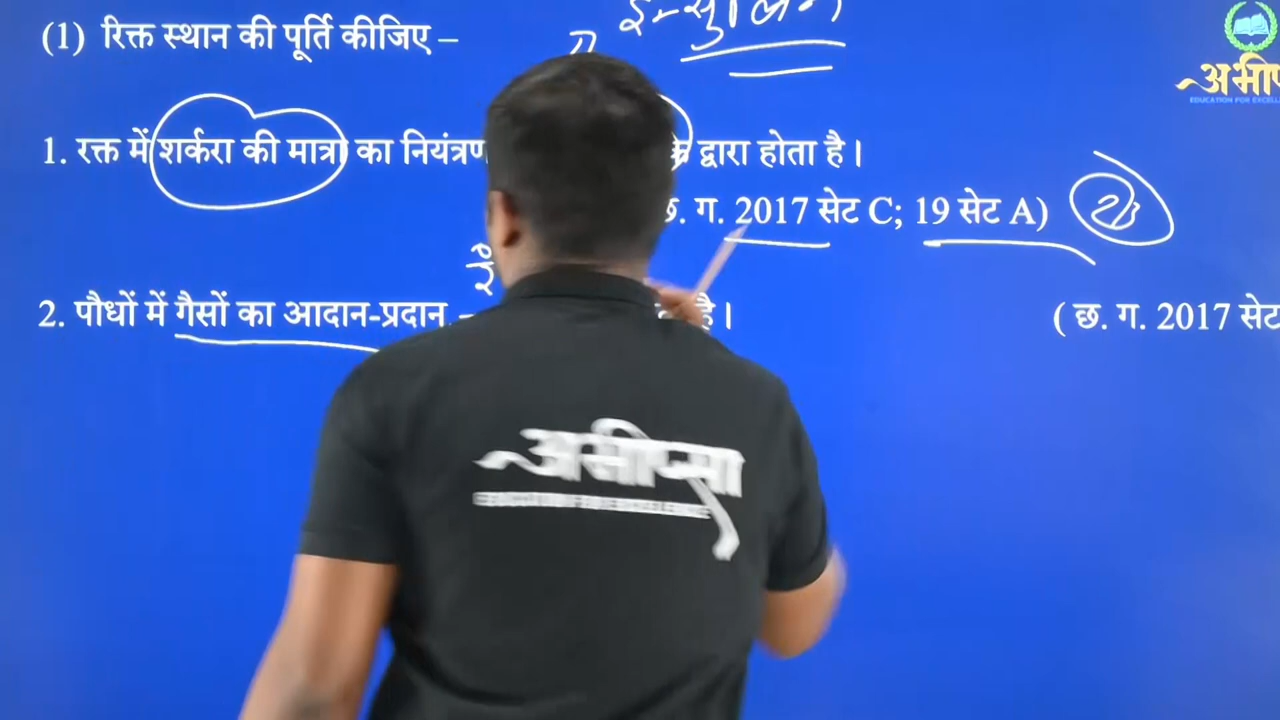 इन्सुलिन
(1) रिक्त स्थान की पूर्ति कीजिए –
1. रक्त में शर्करा की मात्रा का नियंत्रण द्वारा होता है।
छ. ग. 2017 सेट C; 19 सेट A)
2. पौधों में गैसों का आदान-प्रदान है। ( छ. ग. 2017 सेट
अभीप्सा